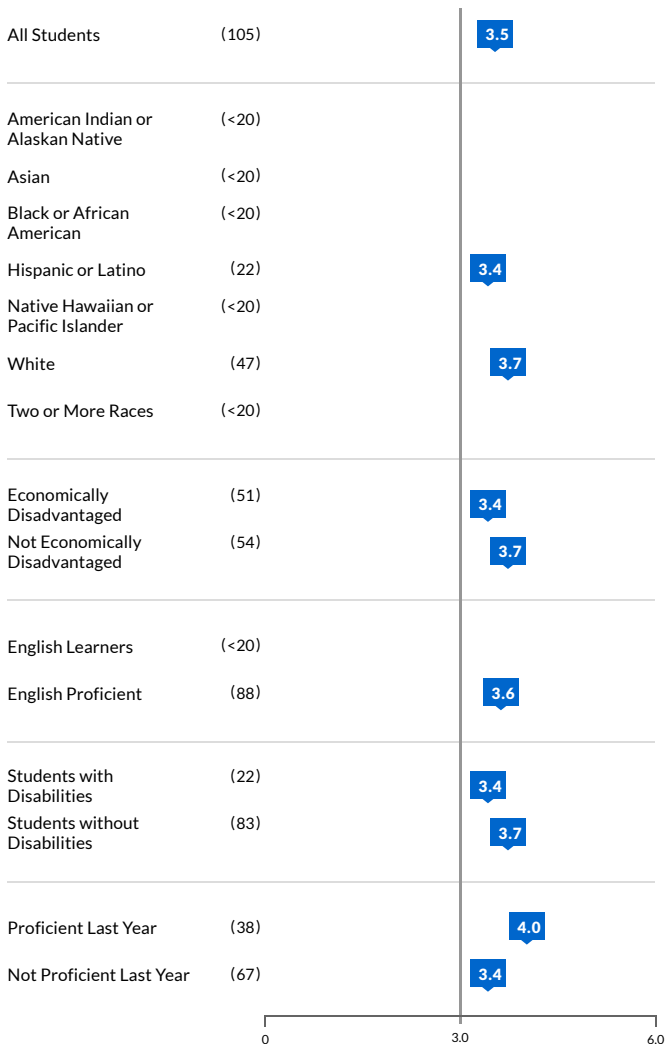 All Students (105) 3.5
American Indian or (<20)
Alaskan Native
Asian (<20)
Black or African (<20)
American
Hispanic or Latino (22) 3.4
Native Hawaiian or (<20)
Pacific Islander
White (47) 3.7
Two or More Races (<20)
Economically (51) 3.4
Disadvantaged
Not Economically (54) 3.7
Disadvantaged
English Learners (<20)
English Proficient (88) 3.6
Students with (22) 3.4
Disabilities
Students without (83) 3.7
Disabilities
Proficient Last Year (38) 4.0
Not Proficient Last Year (67) 3.4
0 3.0 6.0